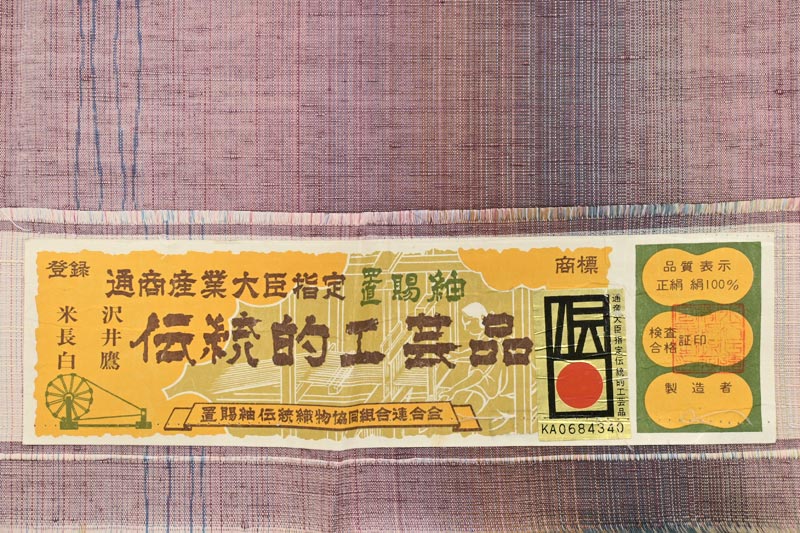 登録
商標
通商産業大臣指定 置賜紬
伝統的工芸品
米沢
長井
白鷹
置賜紬伝統織物協同組合連合会
伝
通商産業大臣指定伝統的工芸品
KA0684340
品質表示
正絹 絹100%
検査
合格
証印
製造者